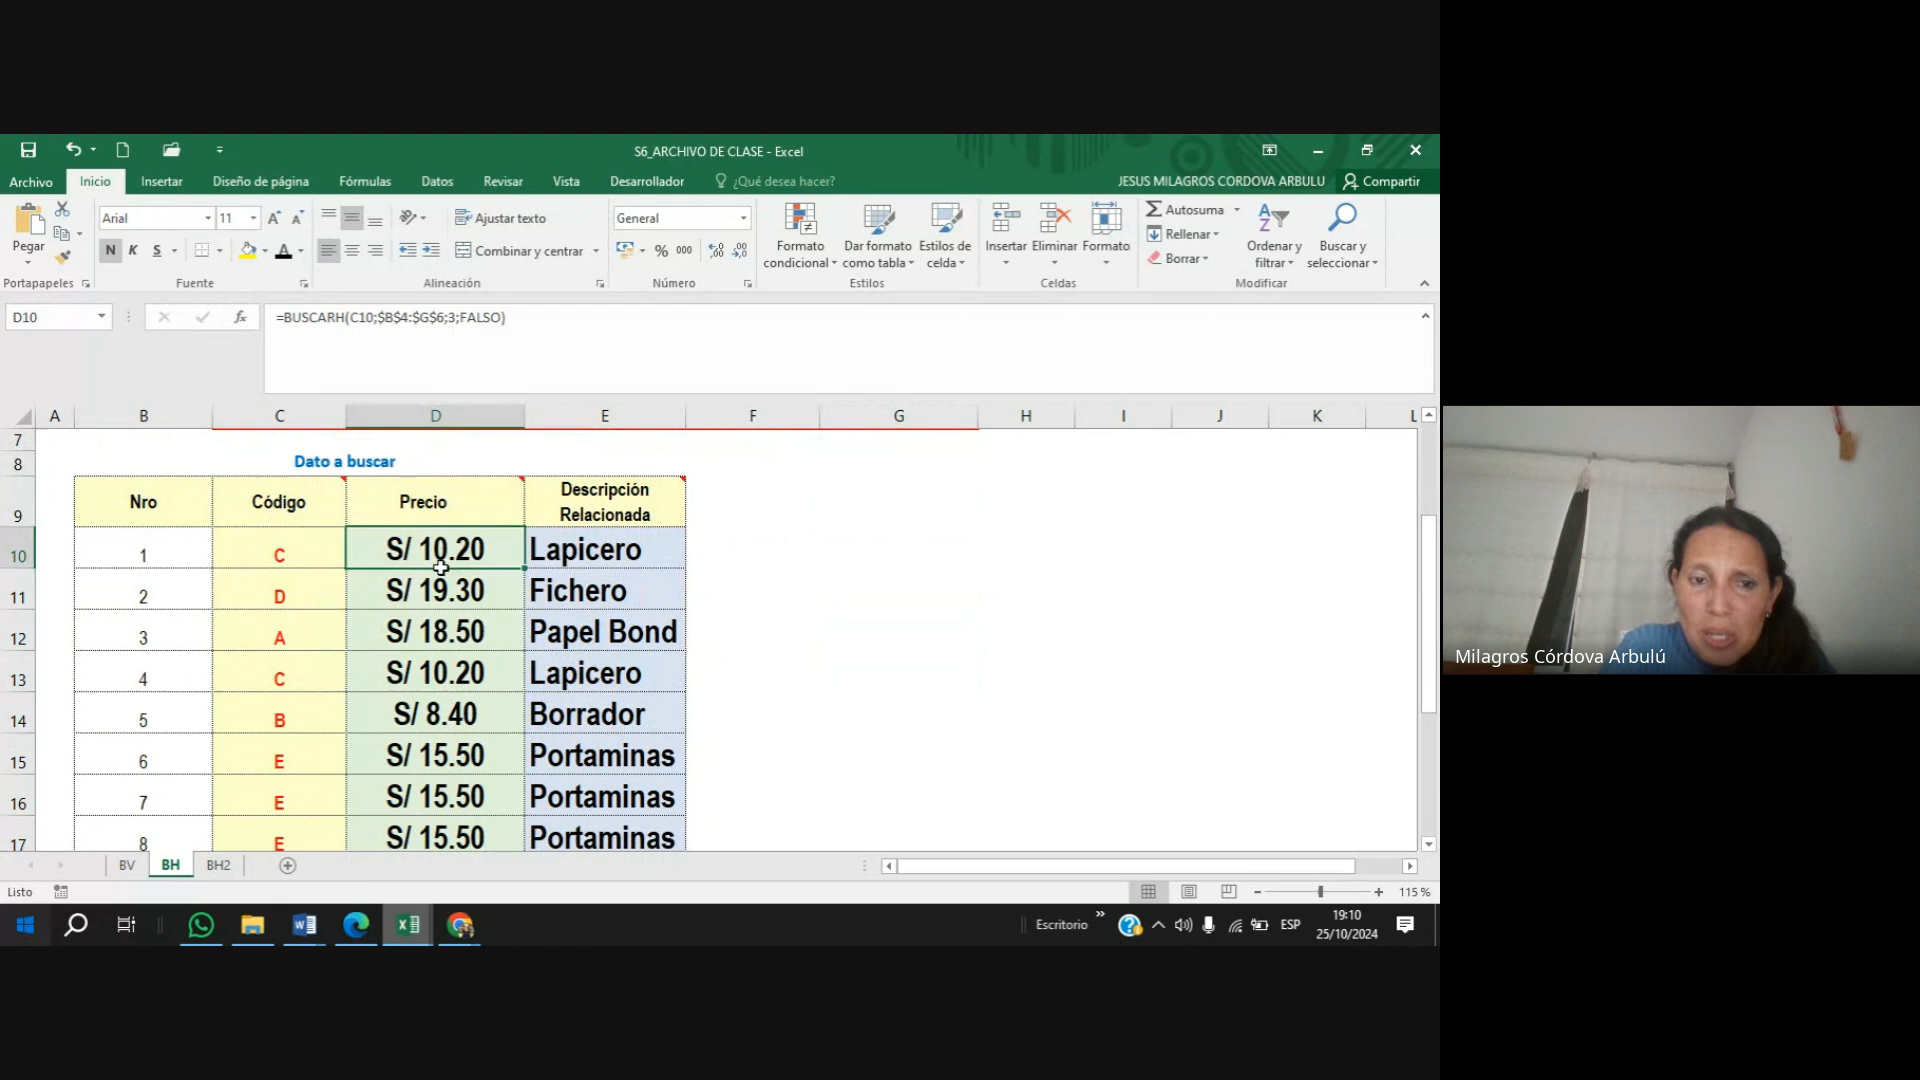 S6_ARCHIVO DE CLASE - Excel
Archivo Inicio Insertar Diseño de página Fórmulas Datos Revisar Vista Desarrollador ¿Qué desea hacer? JESUS MILAGROS CORDOVA ARBULU Compartir
Pegar
Portapapeles
Arial 11
N K S
Fuente
Ajustar texto
Combinar y centrar
Alineación
General
% 000
Número
Formato condicional
Dar formato como tabla
Estilos de celda
Estilos
Insertar Eliminar Formato
Celdas
Autosuma
Rellenar
Borrar
Ordenar y filtrar
Buscar y seleccionar
Modificar
D10 fx =BUSCARH(C10;$B$4:$G$6;3;FALSO)
A B C D E F G H I J K L
7
8 Dato a buscar
9 Nro Código Precio Descripción Relacionada
10 1 C S/ 10.20 Lapicero
11 2 D S/ 19.30 Fichero
12 3 A S/ 18.50 Papel Bond
13 4 C S/ 10.20 Lapicero
14 5 B S/ 8.40 Borrador
15 6 E S/ 15.50 Portaminas
16 7 E S/ 15.50 Portaminas
17 8 E S/ 15.50 Portaminas
BV BH BH2
Listo 115 %
Escritorio » ESP 19:10
25/10/2024
Milagros Córdova Arbulú